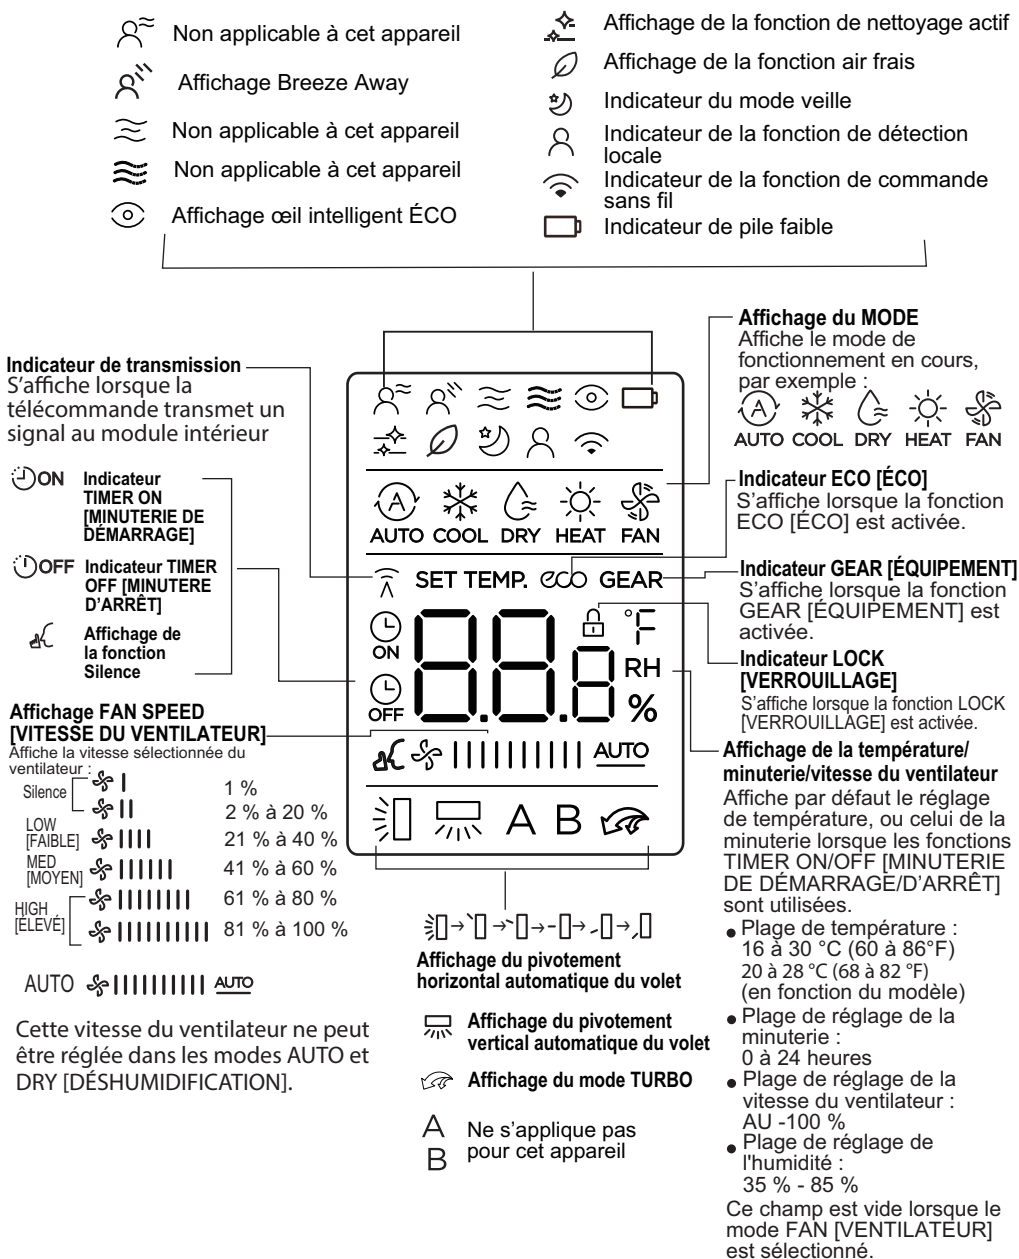 Non applicable à cet appareil
Affichage Breeze Away
Non applicable à cet appareil
Non applicable à cet appareil
Affichage œil intelligent ÉCO
Affichage de la fonction de nettoyage actif
Affichage de la fonction air frais
Indicateur du mode veille
Indicateur de la fonction de détection
locale
Indicateur de la fonction de commande
sans fil
Indicateur de pile faible
Indicateur de transmission
S'affiche lorsque la
télécommande transmet un
signal au module intérieur
ON
Indicateur
TIMER ON
[MINUTERIE DE
DÉMARRAGE]
OFF
Indicateur TIMER
OFF [MINUTERE
D'ARRÊT]
Affichage de
la fonction
Silence
Affichage FAN SPEED
[VITESSE DU VENTILATEUR]
Affiche la vitesse sélectionnée du
ventilateur :
Silence
1 %
2 % à 20 %
LOW
[FAIBLE]
21 % à 40 %
MED
[MOYEN]
41 % à 60 %
HIGH
[ÉLEVÉ]
61 % à 80 %
81 % à 100 %
AUTO
AUTO
Cette vitesse du ventilateur ne peut
être réglée dans les modes AUTO et
DRY [DÉSHUMIDIFICATION].
A
AUTO COOL DRY HEAT FAN
SET TEMP. eco GEAR
ON
OFF
88.8
°F
RH
%
AUTO
A B
Affichage du pivotement
horizontal automatique du volet
Affichage du pivotement
vertical automatique du volet
Affichage du mode TURBO
A
B
Ne s'applique pas
pour cet appareil
Affichage du MODE
Affiche le mode de
fonctionnement en cours,
par exemple :
A
AUTO COOL DRY HEAT FAN
Indicateur ECO [ÉCO]
S'affiche lorsque la fonction
ECO [ÉCO] est activée.
Indicateur GEAR [ÉQUIPEMENT]
S'affiche lorsque la fonction
GEAR [ÉQUIPEMENT] est
activée.
Indicateur LOCK
[VERROUILLAGE]
S'affiche lorsque la fonction LOCK
[VERROUILLAGE] est activée.
Affichage de la température/
minuterie/vitesse du ventilateur
Affiche par défaut le réglage
de température, ou celui de la
minuterie lorsque les fonctions
TIMER ON/OFF [MINUTERIE
DE DÉMARRAGE/D'ARRÊT]
sont utilisées.
● Plage de température :
16 à 30 °C (60 à 86°F)
20 à 28 °C (68 à 82 °F)
(en fonction du modèle)
● Plage de réglage de la
minuterie :
0 à 24 heures
● Plage de réglage de la
vitesse du ventilateur :
AU -100 %
● Plage de réglage de
l'humidité :
35 % - 85 %
Ce champ est vide lorsque le
mode FAN [VENTILATEUR]
est sélectionné.